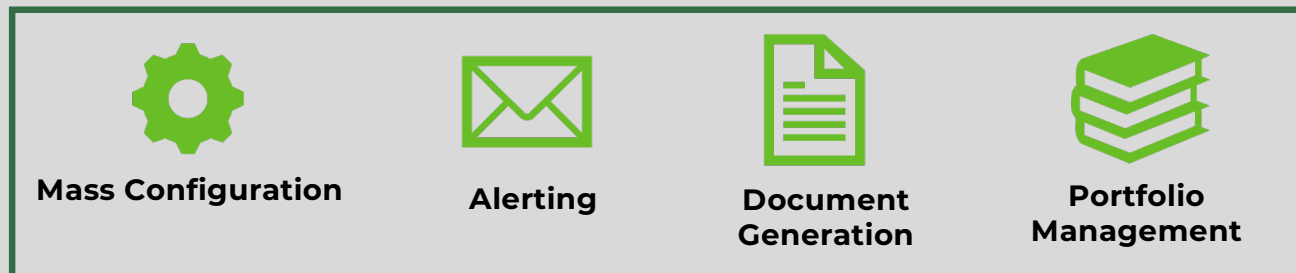 Mass Configuration
Alerting
Document
Generation
Portfolio
Management